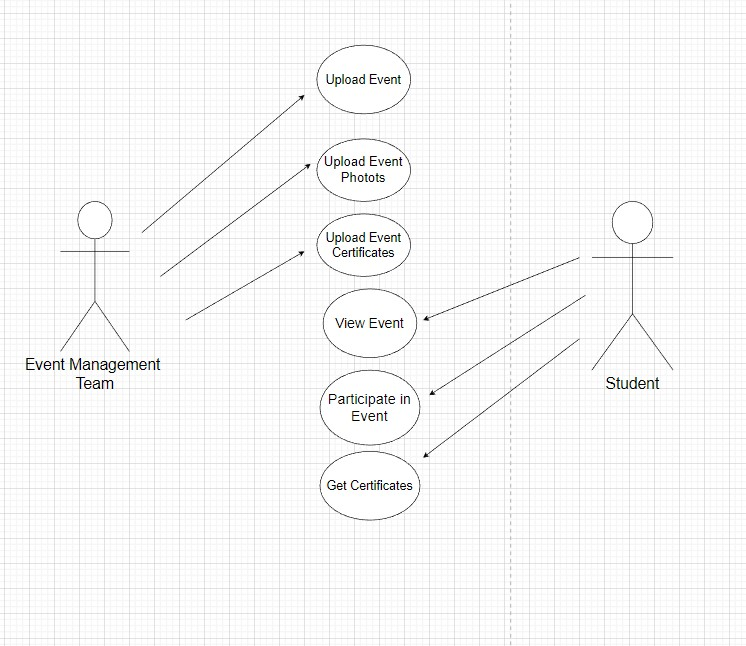 Upload Event
Upload Event
Photots
Upload Event
Certificates
View Event
Participate in
Event
Get Certificates
Event Management
Team
Student